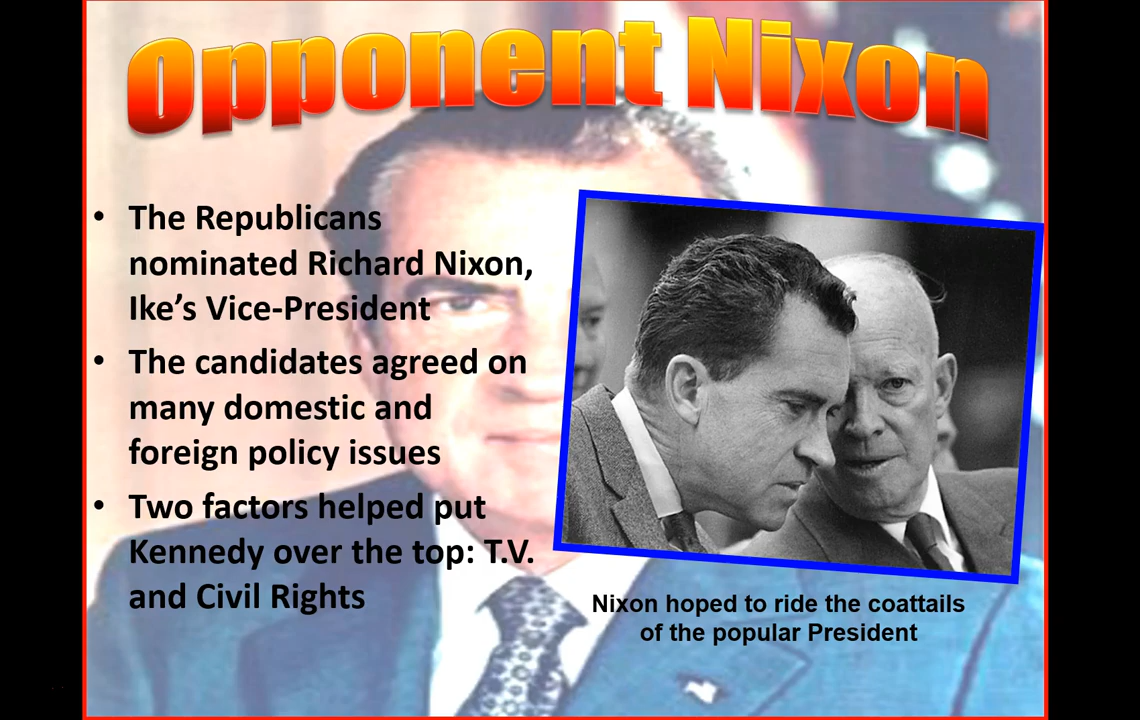 Opponent Nixon
• The Republicans
nominated Richard Nixon,
Ike’s Vice-President
• The candidates agreed on
many domestic and
foreign policy issues
• Two factors helped put
Kennedy over the top: T.V.
and Civil Rights
Nixon hoped to ride the coattails
of the popular President